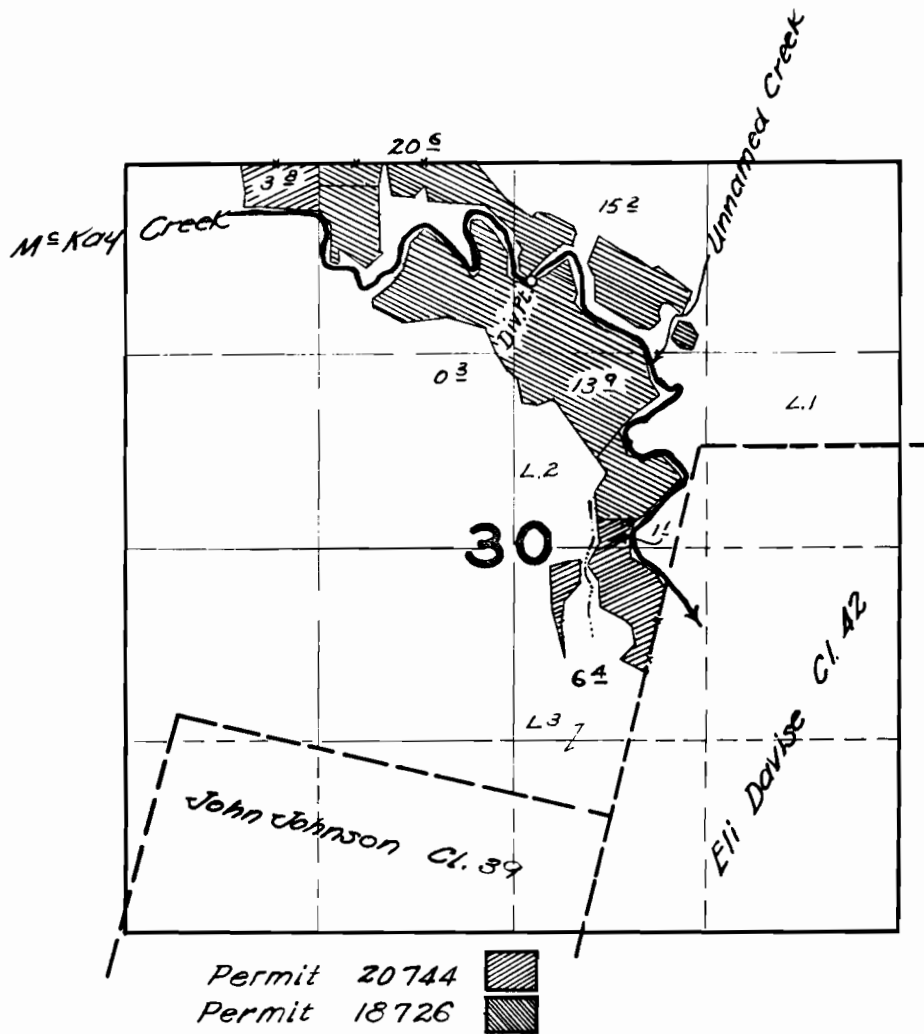 Unnamed Creek
20 6
3 8
15 2
McKay Creek
Div. Pt.
0 3
13 9
L.1
L.2
30
1 1
6 4
L3
Eli Davise Cl. 42
John Johnson Cl. 39
Permit 20744
Permit 18726